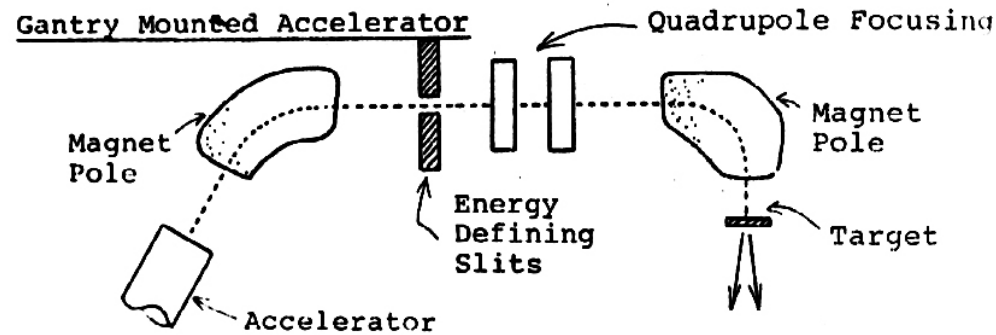 Gantry Mounted Accelerator
Quadrupole Focusing
Magnet
Pole
Magnet
Pole
Energy
Defining
Slits
Target
Accelerator